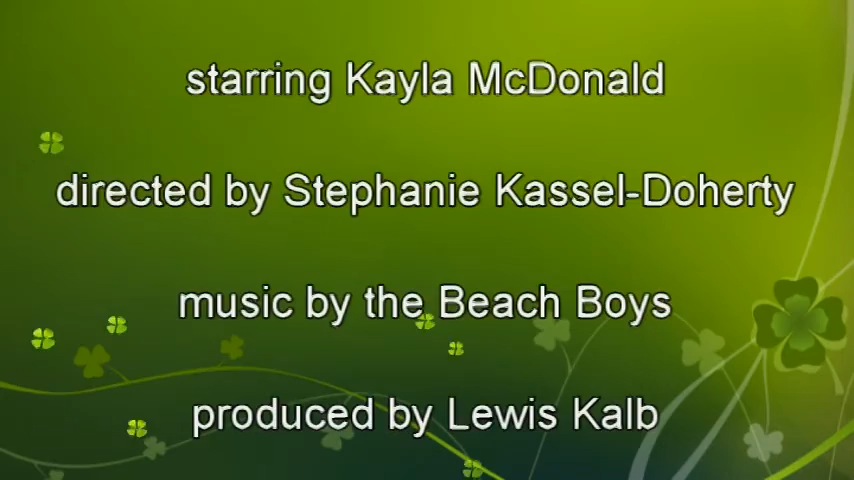 starring Kayla McDonald
directed by Stephanie Kassel-Doherty
music by the Beach Boys
produced by Lewis Kalb